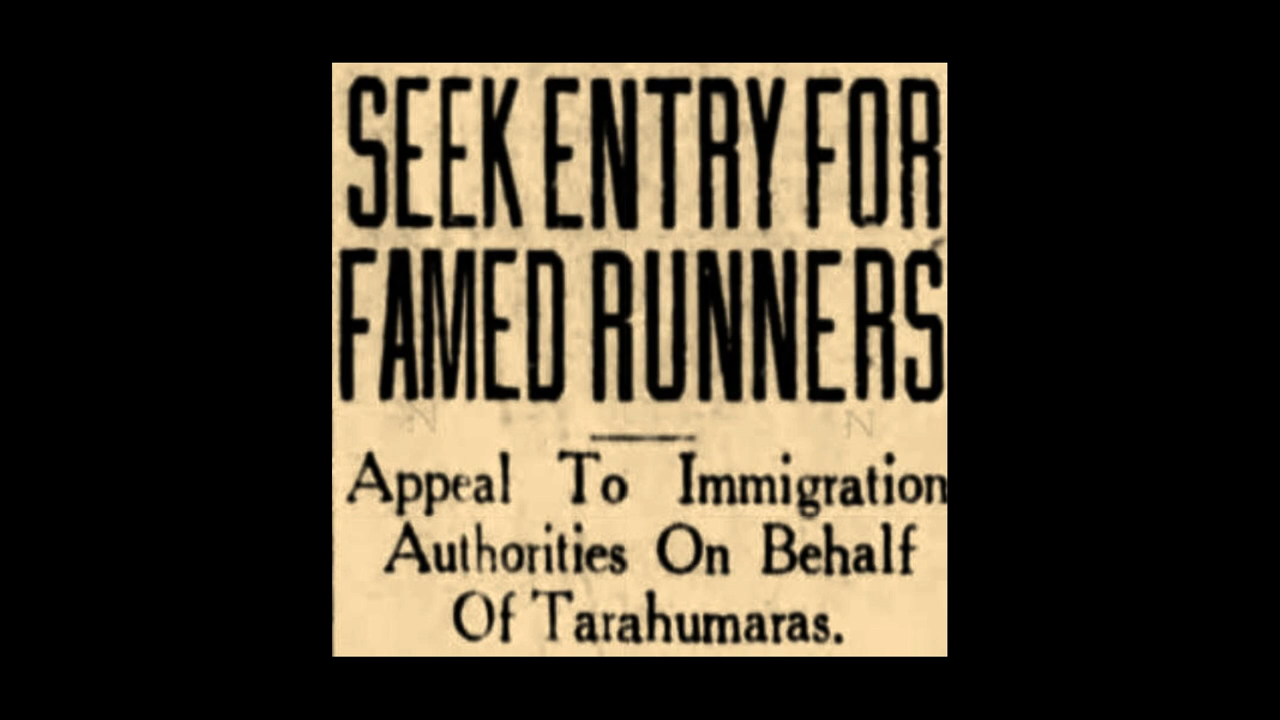 SEEK ENTRY FOR
FAMED RUNNERS
Appeal To Immigration
Authorities On Behalf
Of Tarahumaras.